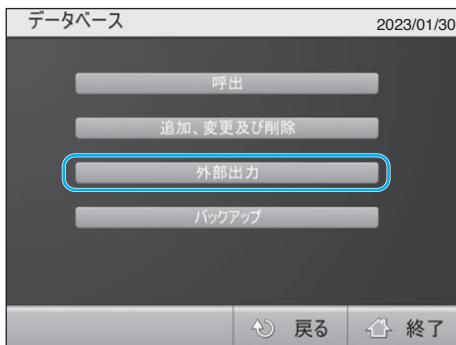 データベース 2023/01/30
呼出
追加、変更及び削除
外部出力
バックアップ
戻る 終了